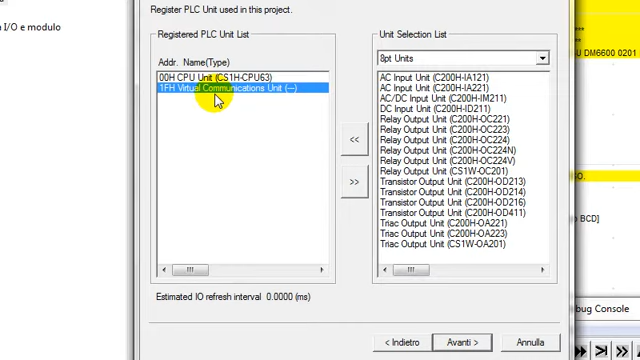 Register PLC Unit used in this project.
I/O e modulo
Registered PLC Unit List
Unit Selection List
SU DM6600 0201
8pt Units
Addr. Name(Type)
00H CPU Unit (CS1H-CPU63)
1FH Virtual Communications Unit (--)
AC Input Unit (C200H-IA121)
AC Input Unit (C200H-IA221)
AC/DC Input Unit (C200H-IM211)
DC Input Unit (C200H-ID211)
Relay Output Unit (C200H-OC221)
Relay Output Unit (C200H-OC223)
Relay Output Unit (C200H-OC224)
Relay Output Unit (C200H-OC224N)
Relay Output Unit (C200H-OC224V)
Relay Output Unit (CS1W-OC201)
Transistor Output Unit (C200H-OD213)
Transistor Output Unit (C200H-OD214)
Transistor Output Unit (C200H-OD216)
Transistor Output Unit (C200H-OD411)
Triac Output Unit (C200H-OA221)
Triac Output Unit (C200H-OA223)
Triac Output Unit (CS1W-OA201)
<<
>>
SO.
BCD]
Estimated IO refresh interval 0.0000 (ms)
bug Console
< Indietro
Avanti >
Annulla